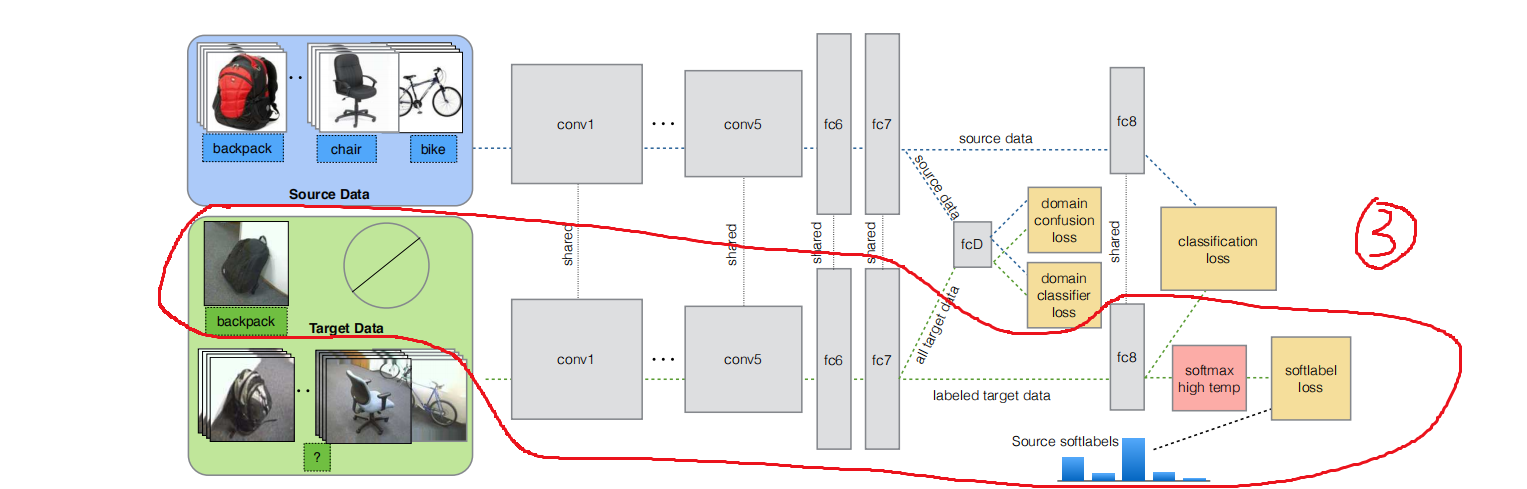 backpack
chair
bike
Source Data
backpack
Target Data
?
conv1
...
conv5
fc6
fc7
source data
fc8
source data
fcD
domain
confusion
loss
domain
classifier
loss
classification
loss
shared
shared
shared
shared
shared
conv1
...
conv5
fc6
fc7
all target data
labeled target data
fc8
softmax
high temp
softlabel
loss
Source softlabels
3